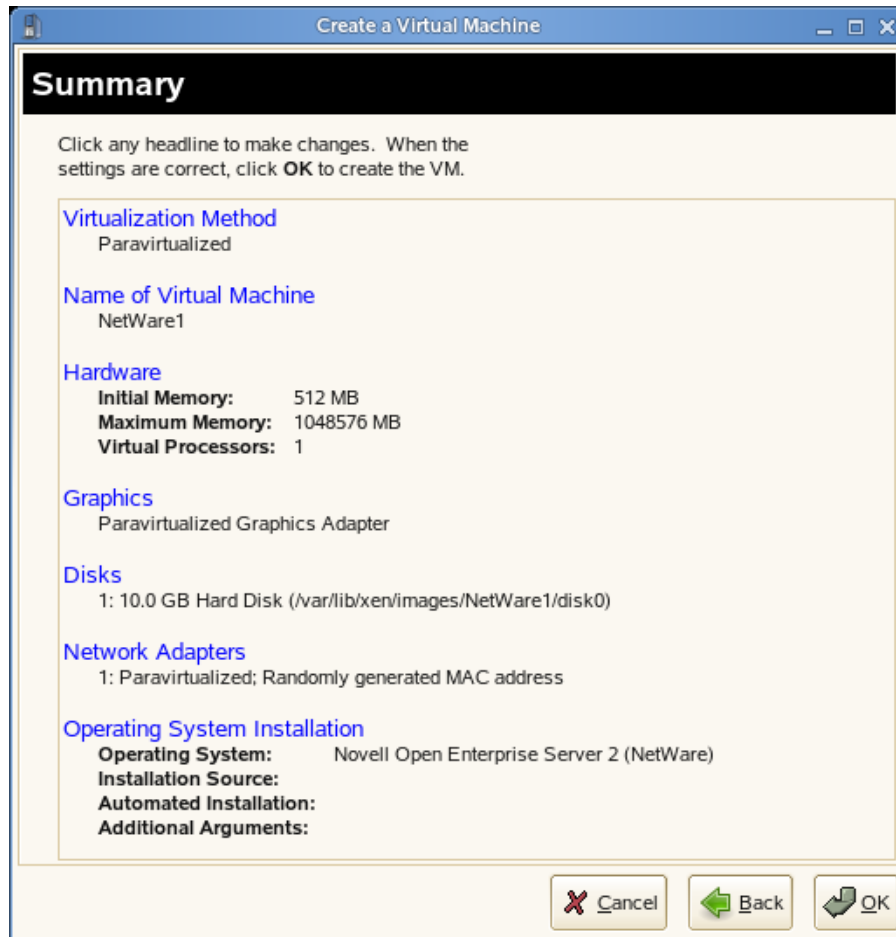 Create a Virtual Machine
Summary
Click any headline to make changes. When the
settings are correct, click OK to create the VM.
Virtualization Method
Paravirtualized
Name of Virtual Machine
NetWare1
Hardware
Initial Memory: 512 MB
Maximum Memory: 1048576 MB
Virtual Processors: 1
Graphics
Paravirtualized Graphics Adapter
Disks
1: 10.0 GB Hard Disk (/var/lib/xen/images/NetWare1/disk0)
Network Adapters
1: Paravirtualized; Randomly generated MAC address
Operating System Installation
Operating System: Novell Open Enterprise Server 2 (NetWare)
Installation Source:
Automated Installation:
Additional Arguments:
Cancel Back OK